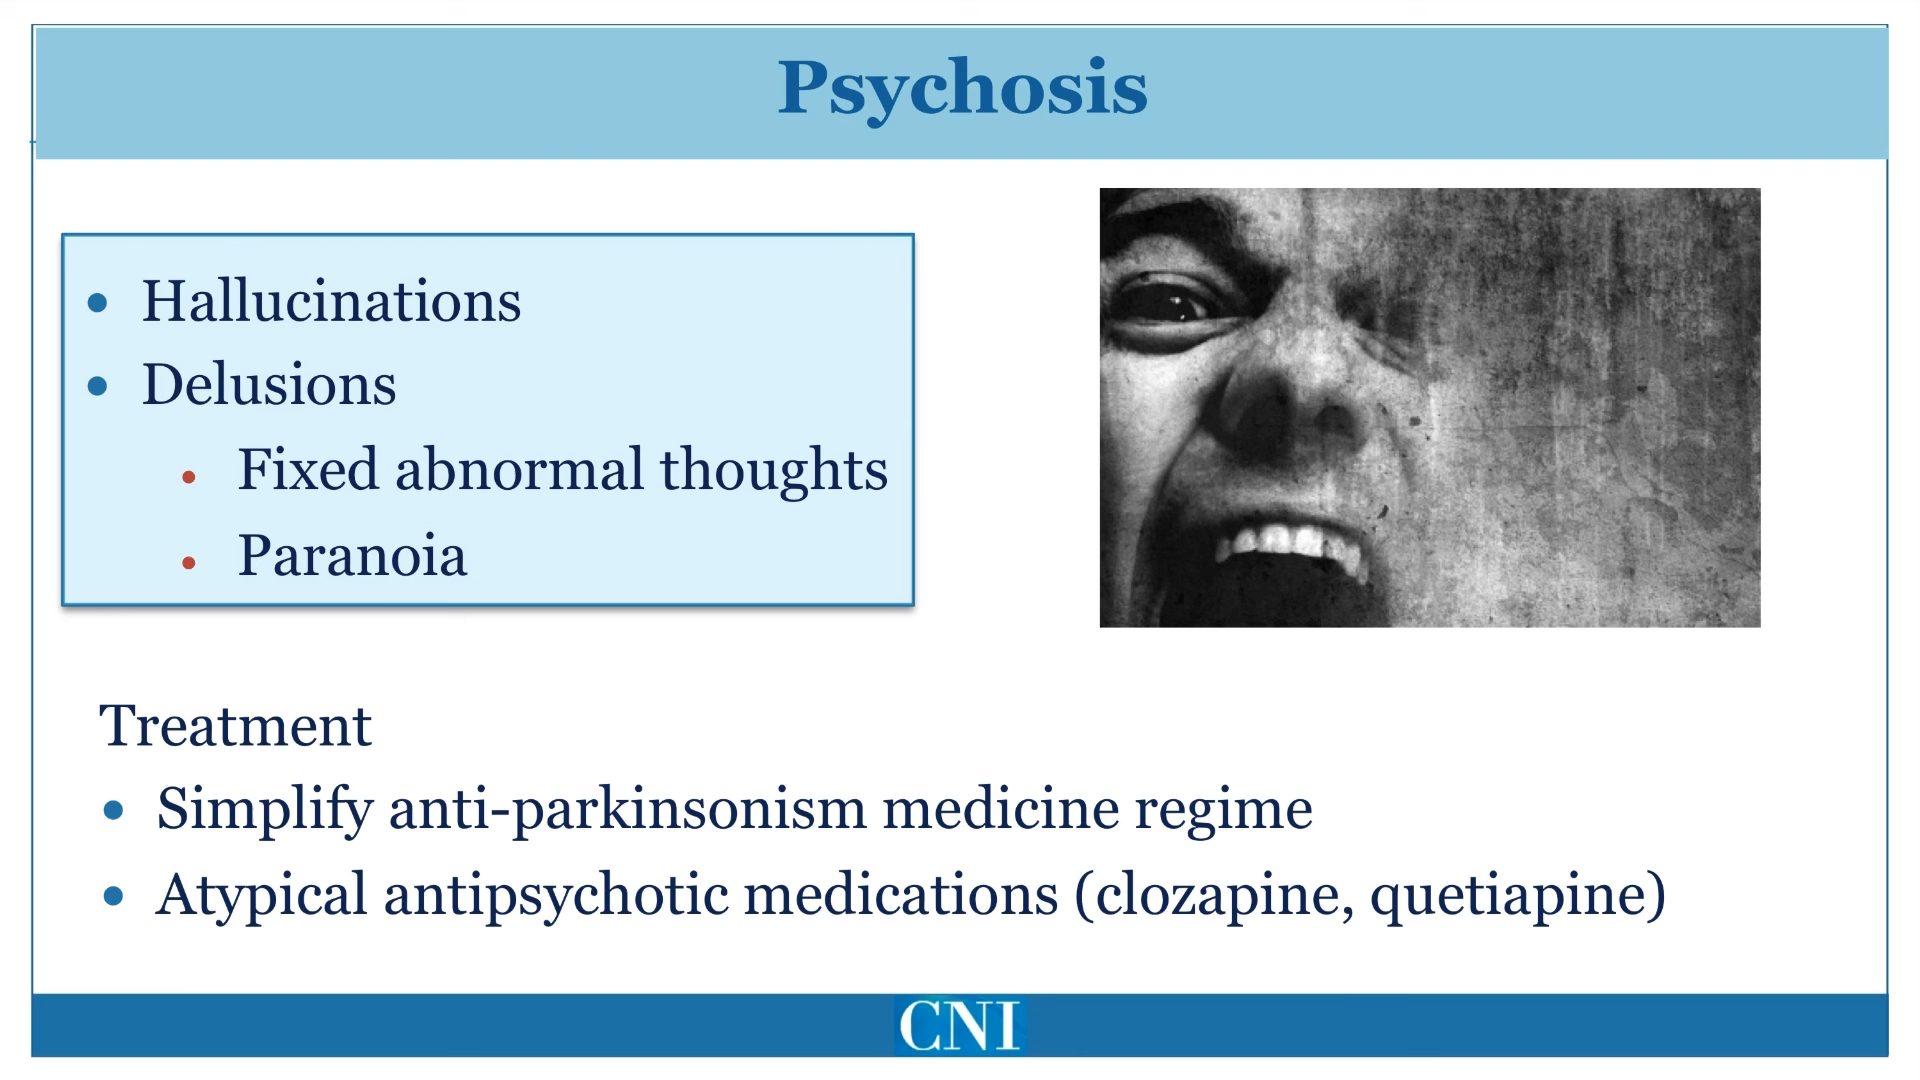 Psychosis
• Hallucinations
• Delusions
• Fixed abnormal thoughts
• Paranoia
Treatment
• Simplify anti-parkinsonism medicine regime
• Atypical antipsychotic medications (clozapine, quetiapine)
CNI